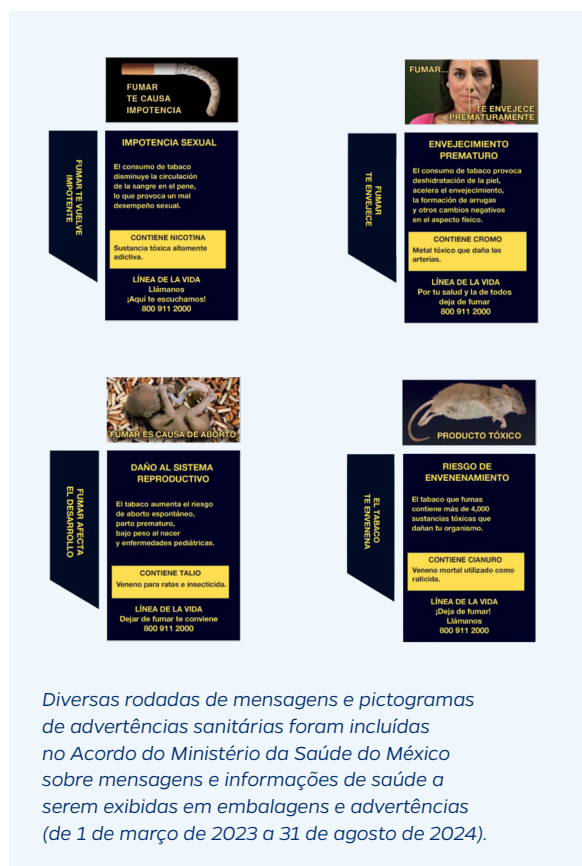 FUMAR
TE CAUSA
IMPOTENCIA
FUMAR TE VUELVE
IMPOTENTE
IMPOTENCIA SEXUAL
El consumo de tabaco
disminuye la circulación
de la sangre en el pene,
lo que provoca un mal
desempeño sexual.
CONTIENE NICOTINA
Sustancia tóxica altamente
adictiva.
LÍNEA DE LA VIDA
Llámanos
¡Aquí te escuchamos!
800 911 2000
FUMAR...
TE ENVEJECE
PREMATURAMENTE
FUMAR
TE ENVEJECE
ENVEJECIMIENTO
PREMATURO
El consumo de tabaco provoca
deshidratación de la piel,
acelera el envejecimiento,
la formación de arrugas
y otros cambios negativos
en el aspecto físico.
CONTIENE CROMO
Metal tóxico que daña las
arterias.
LÍNEA DE LA VIDA
Por tu salud y la de todos
deja de fumar
800 911 2000
FUMAR ES CAUSA DE ABORTO
FUMAR AFECTA
EL DESARROLLO
DAÑO AL SISTEMA
REPRODUCTIVO
El tabaco aumenta el riesgo
de aborto espontáneo,
parto prematuro,
bajo peso al nacer
y enfermedades pediátricas.
CONTIENE TALIO
Veneno para ratas e insecticida.
LÍNEA DE LA VIDA
Dejar de fumar te conviene
800 911 2000
PRODUCTO TÓXICO
EL TABACO
TE ENVENENA
RIESGO DE
ENVENENAMIENTO
El tabaco que fumas
contiene más de 4,000
sustancias tóxicas que
dañan tu organismo.
CONTIENE CIANURO
Veneno mortal utilizado como
raticida.
LÍNEA DE LA VIDA
¡Deja de fumar!
Llámanos
800 911 2000
Diversas rodadas de mensagens e pictogramas
de advertências sanitárias foram incluídas
no Acordo do Ministério da Saúde do México
sobre mensagens e informações de saúde a
serem exibidas em embalagens e advertências
(de 1 de março de 2023 a 31 de agosto de 2024).